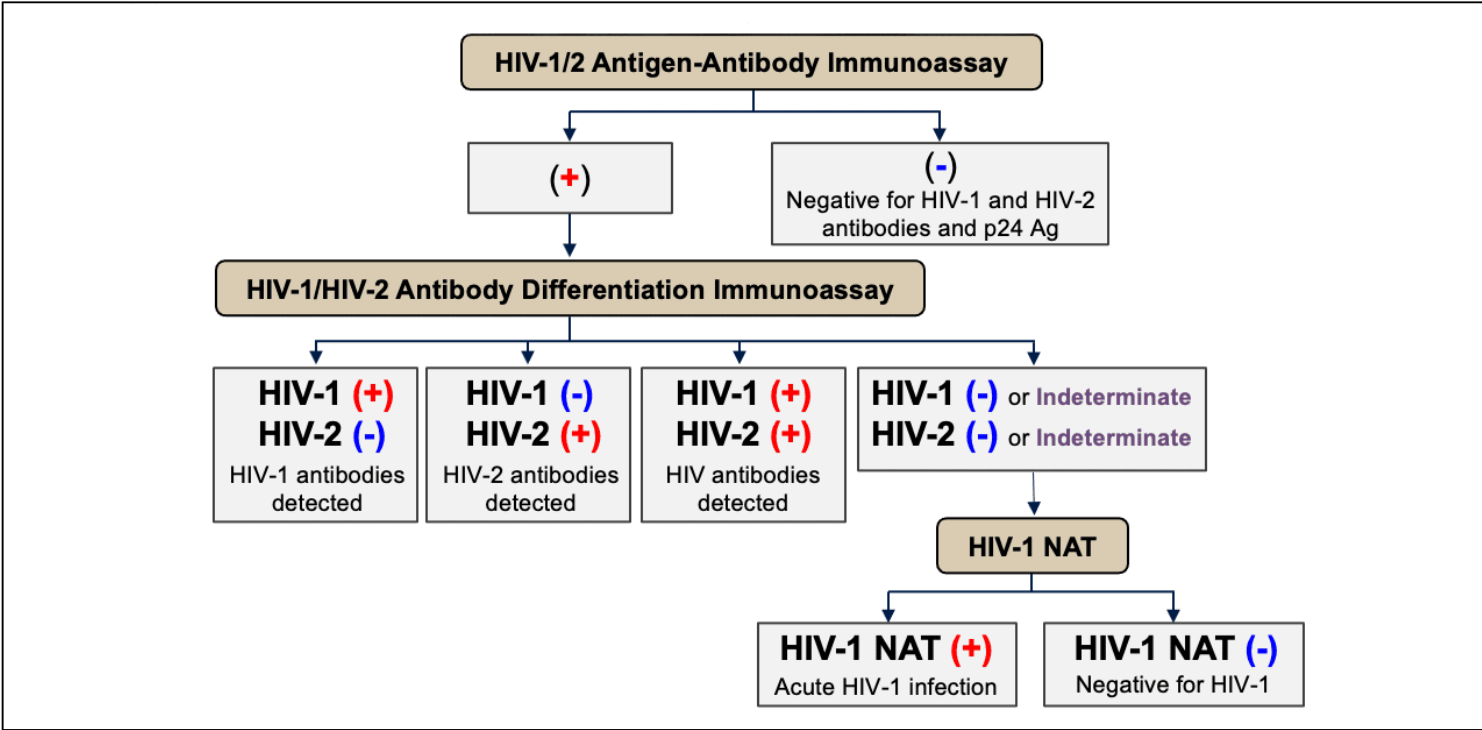 HIV-1/2 Antigen-Antibody Immunoassay
(+)
(-)
Negative for HIV-1 and HIV-2
antibodies and p24 Ag
HIV-1/HIV-2 Antibody Differentiation Immunoassay
HIV-1 (+)
HIV-2 (-)
HIV-1 antibodies
detected
HIV-1 (-)
HIV-2 (+)
HIV-2 antibodies
detected
HIV-1 (+)
HIV-2 (+)
HIV antibodies
detected
HIV-1 (-) or Indeterminate
HIV-2 (-) or Indeterminate
HIV-1 NAT
HIV-1 NAT (+)
Acute HIV-1 infection
HIV-1 NAT (-)
Negative for HIV-1